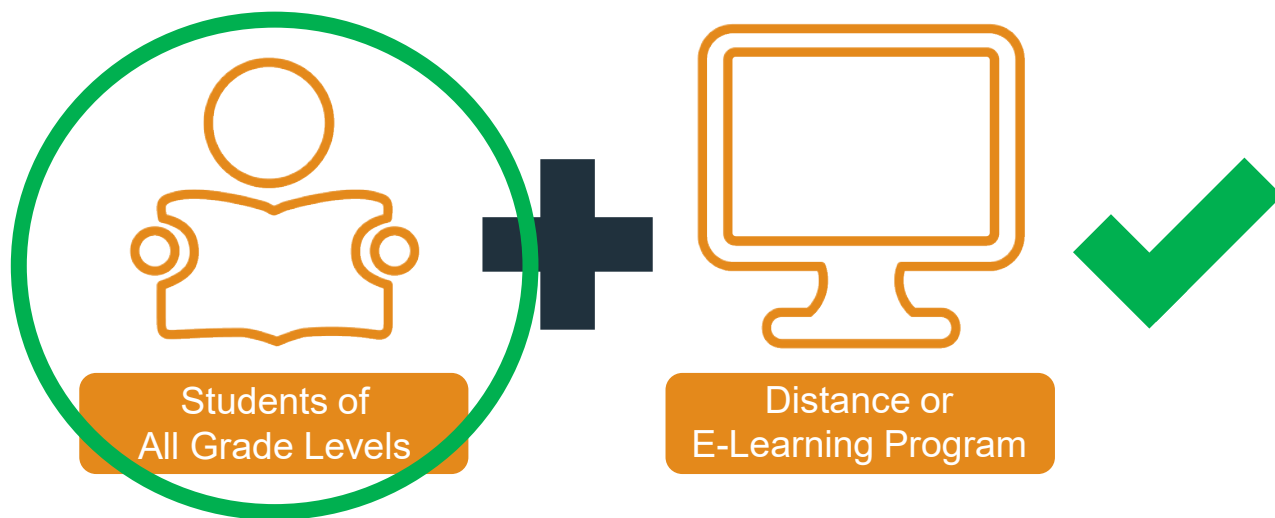 Students of
All Grade Levels
Distance or
E-Learning Program